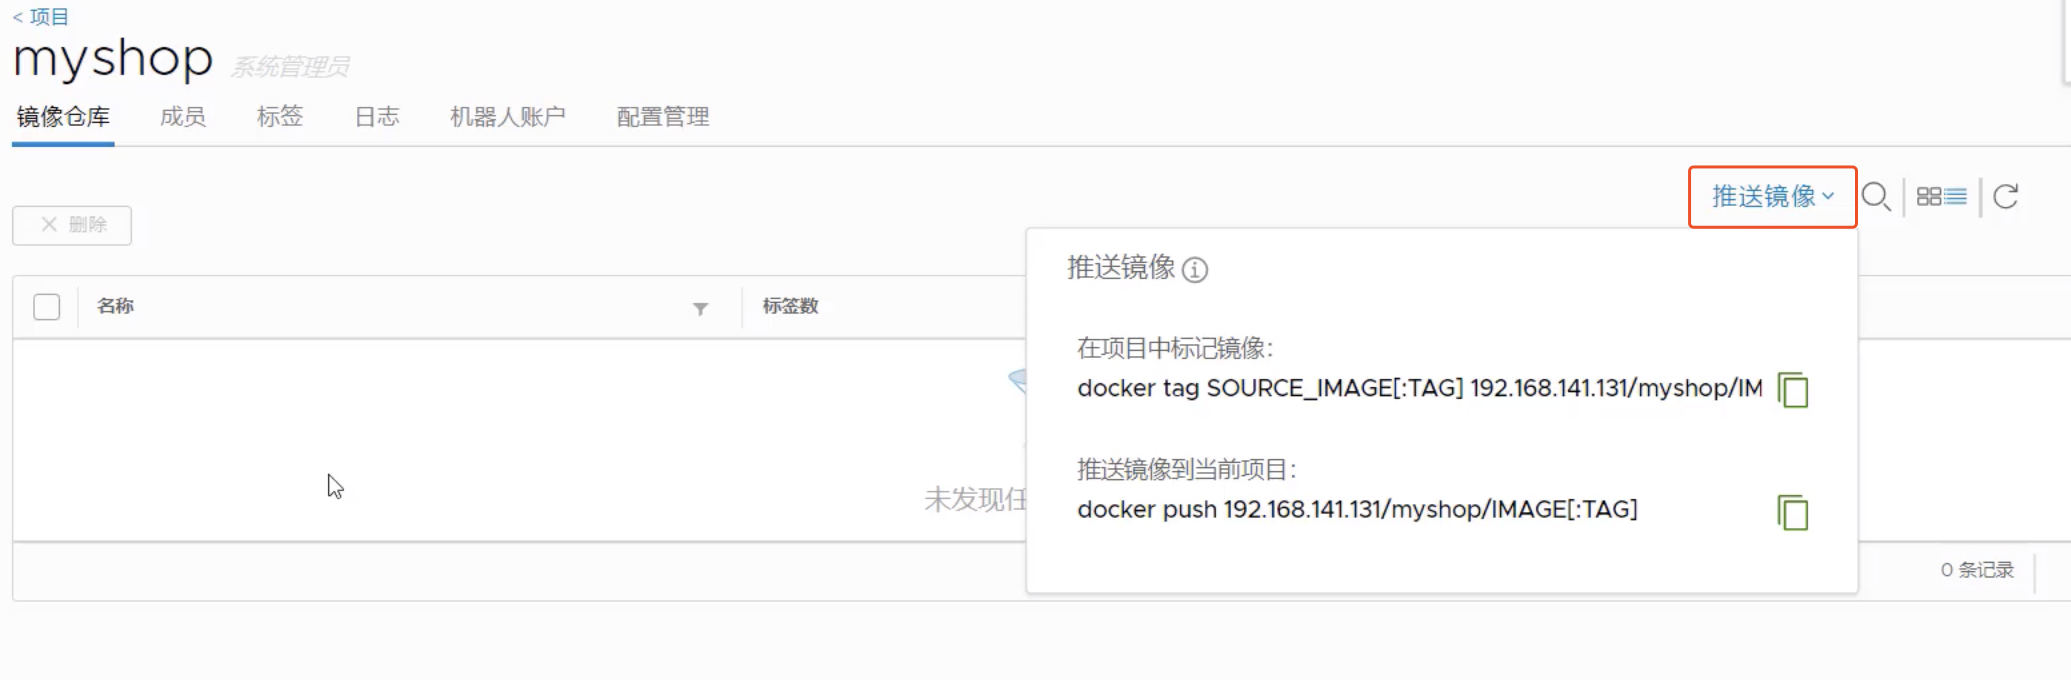 < 项目
myshop 系统管理员
镜像仓库 成员 标签 日志 机器人账户 配置管理
推送镜像
删除
推送镜像
名称 标签数
在项目中标记镜像:
docker tag SOURCE_IMAGE[:TAG] 192.168.141.131/myshop/IM
推送镜像到当前项目:
未发现任
docker push 192.168.141.131/myshop/IMAGE[:TAG]
0 条记录